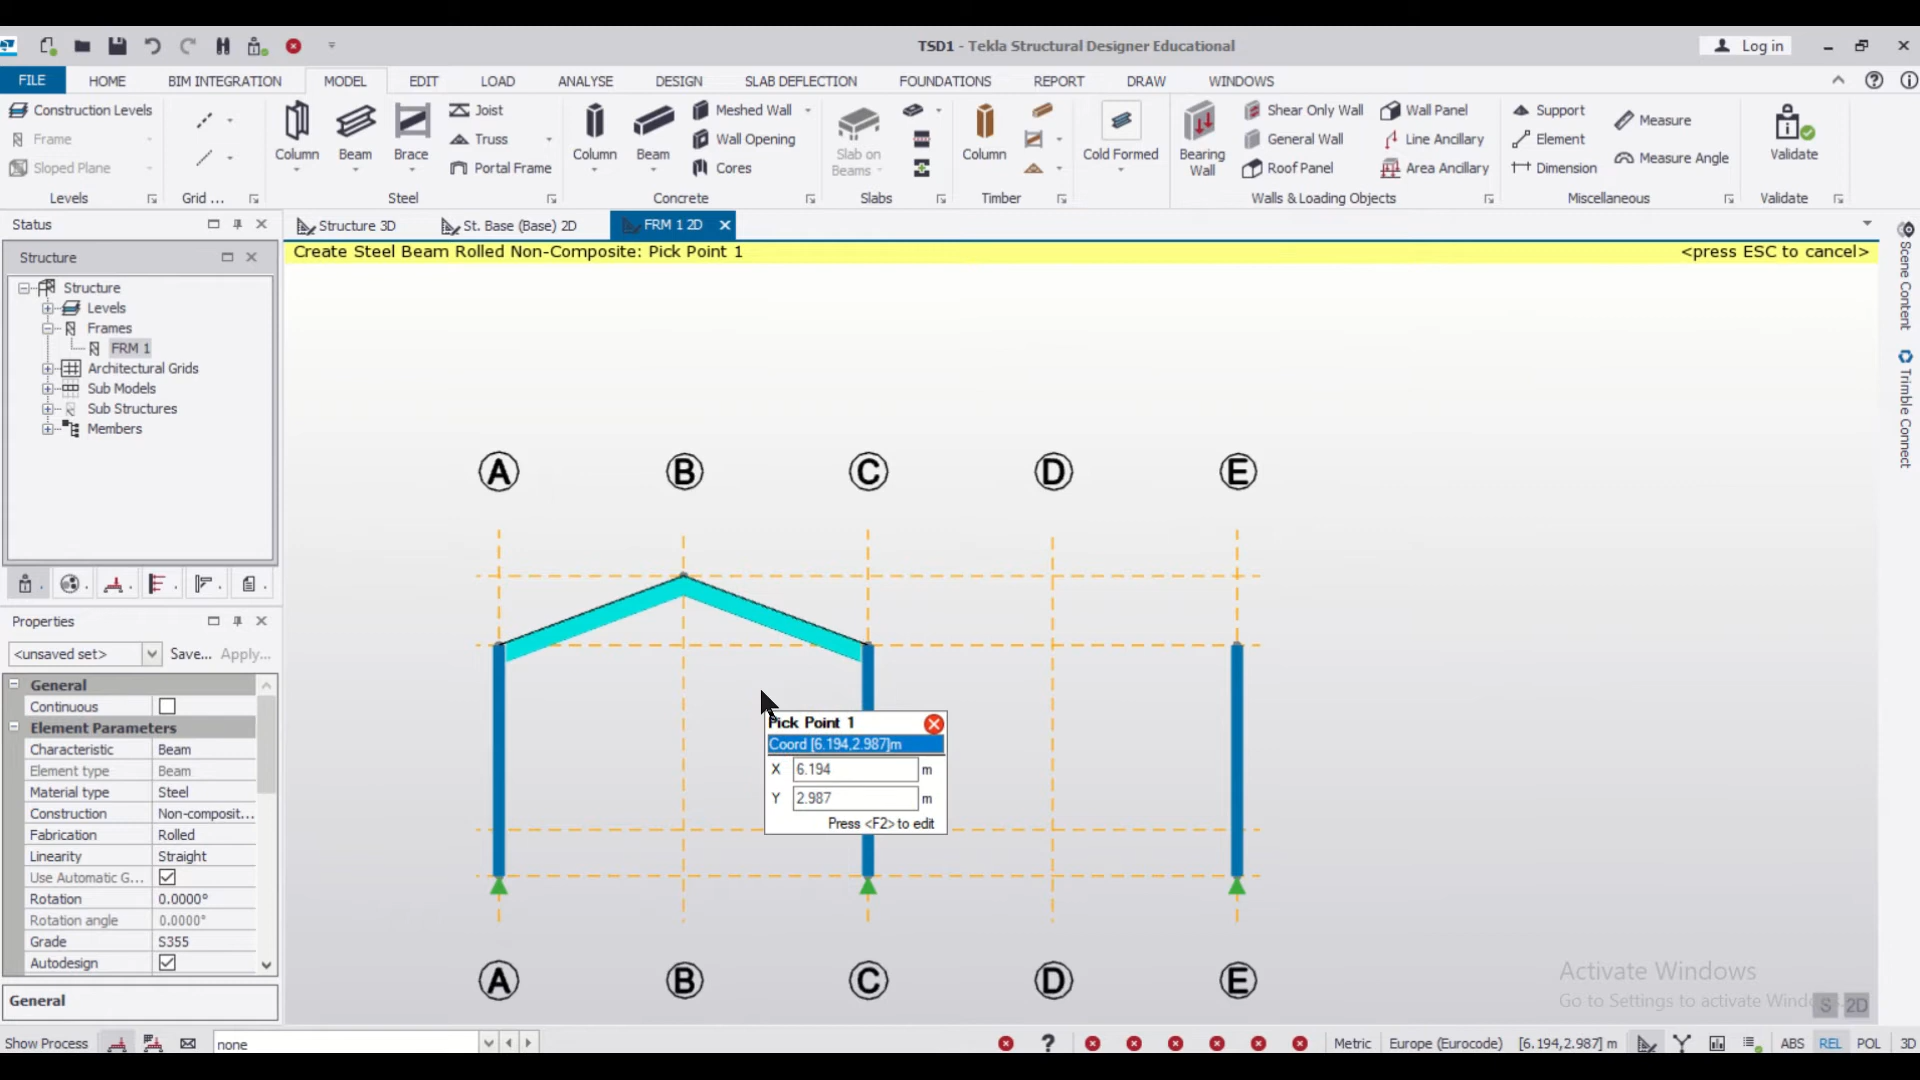 TSD1 - Tekla Structural Designer Educational
Log in
FILE HOME BIM INTEGRATION MODEL EDIT LOAD ANALYSE DESIGN SLAB DEFLECTION FOUNDATIONS REPORT DRAW WINDOWS
Construction Levels
Frame
Sloped Plane
Levels
Grid ...
Column
Beam
Brace
Joist
Truss
Portal Frame
Steel
Column
Beam
Meshed Wall
Wall Opening
Cores
Concrete
Slab on
Beams
Slabs
Column
Timber
Cold Formed
Bearing
Wall
Shear Only Wall
General Wall
Roof Panel
Wall Panel
Line Ancillary
Area Ancillary
Walls & Loading Objects
Support
Element
Dimension
Measure
Measure Angle
Miscellaneous
Validate
Validate
Status
Structure 3D
St. Base (Base) 2D
FRM 1 2D
Create Steel Beam Rolled Non-Composite: Pick Point 1
<press ESC to cancel>
Structure
Structure
Levels
Frames
FRM 1
Architectural Grids
Sub Models
Sub Structures
Members
Scene Content
Trimble Connect
A B C D E
Pick Point 1
Coord [6.194,2.987]m
X 6.194 m
Y 2.987 m
Press <F2> to edit
A B C D E
Properties
<unsaved set> Save... Apply...
General
Continuous
Element Parameters
Characteristic Beam
Element type Beam
Material type Steel
Construction Non-composit...
Fabrication Rolled
Linearity Straight
Use Automatic G...
Rotation 0.0000°
Rotation angle 0.0000°
Grade S355
Autodesign
General
Activate Windows
Go to Settings to activate Wind
S 2D
Show Process
none
Metric Europe (Eurocode) [6.194,2.987] m ABS REL POL 3D